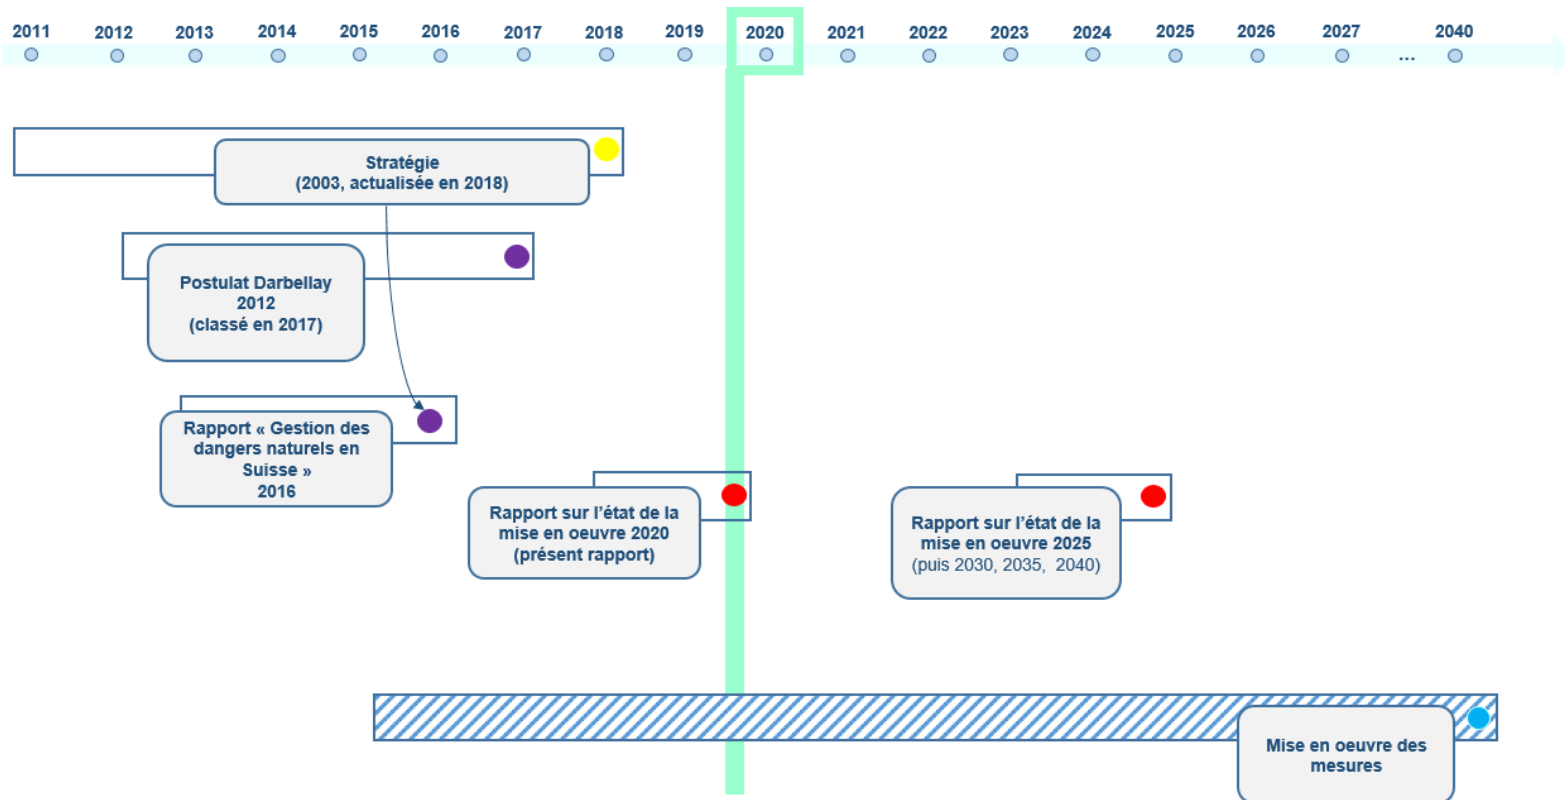 2011 2012 2013 2014 2015 2016 2017 2018 2019 2020 2021 2022 2023 2024 2025 2026 2027 ... 2040
Stratégie
(2003, actualisée en 2018)
Postulat Darbellay
2012
(classé en 2017)
Rapport « Gestion des
dangers naturels en
Suisse »
2016
Rapport sur l’état de la
mise en oeuvre 2020
(présent rapport)
Rapport sur l’état de la
mise en oeuvre 2025
(puis 2030, 2035, 2040)
Mise en oeuvre des
mesures